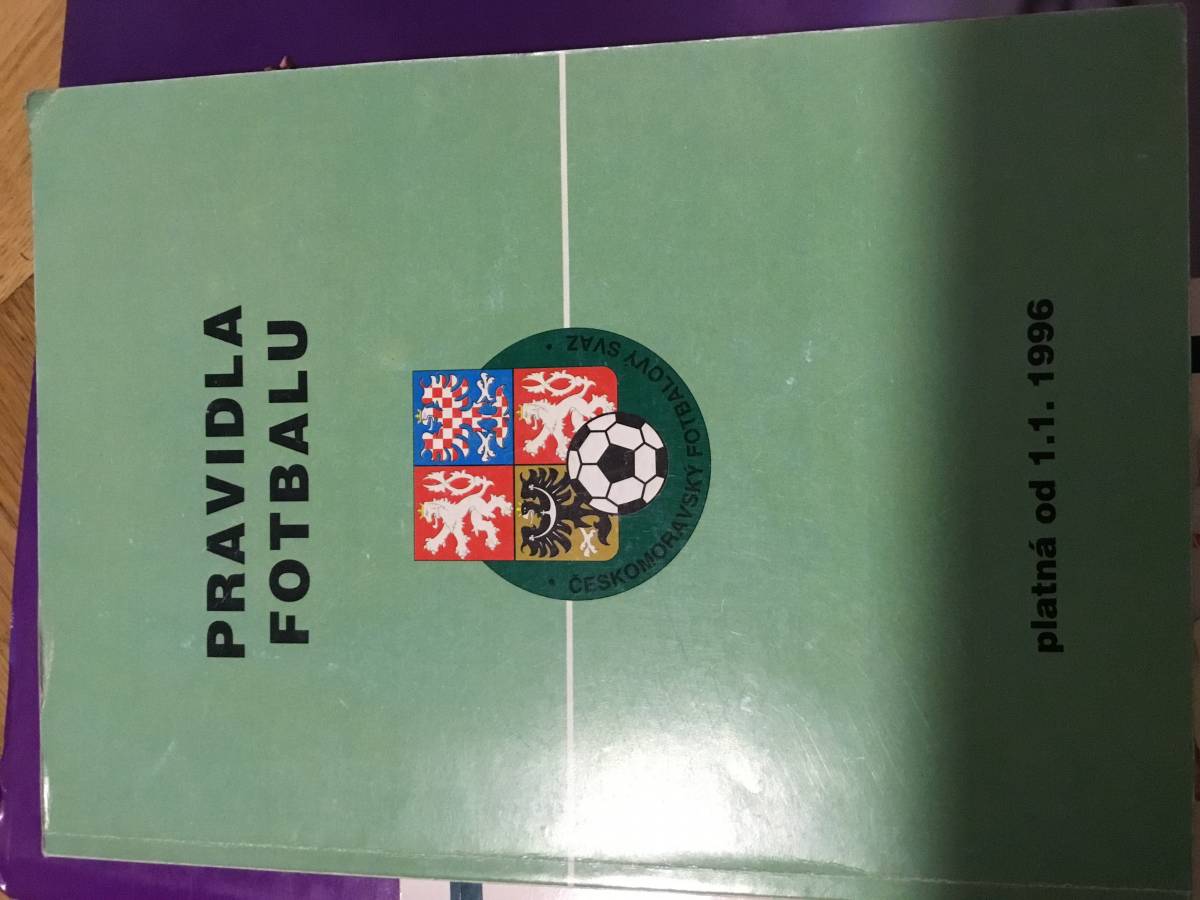 PRAVIDLA
FOTBALU
• ČESKOMORAVSKÝ FOTBALOVÝ SVAZ •
platná od 1.1. 1996